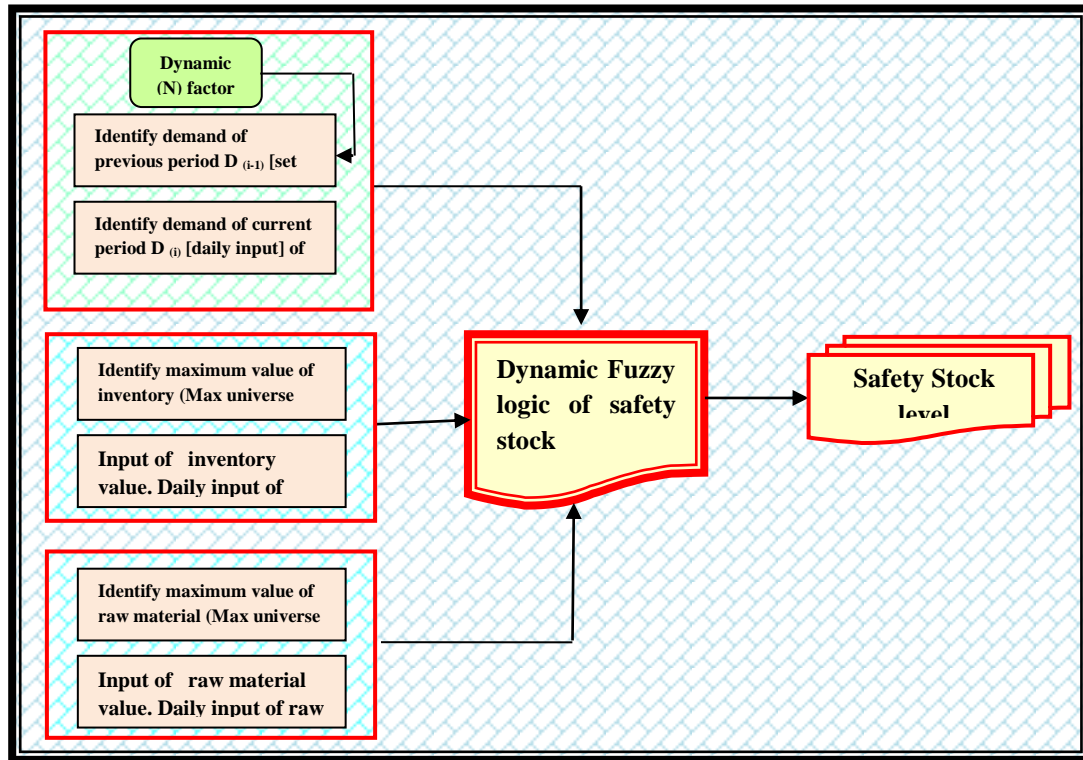 Dynamic
(N) factor
Identify demand of
previous period D (i-1) [set
Identify demand of current
period D (i) [daily input] of
Identify maximum value of
inventory (Max universe
Input of inventory
value. Daily input of
Identify maximum value of
raw material (Max universe
Input of raw material
value. Daily input of raw
Dynamic Fuzzy
logic of safety
stock
Safety Stock
level